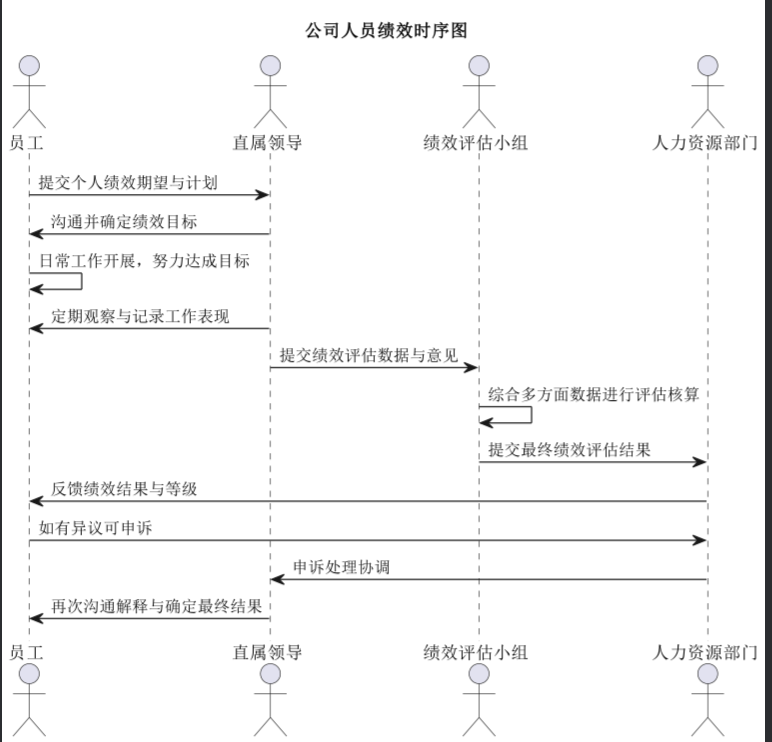 公司人员绩效时序图
员工 直属领导 绩效评估小组 人力资源部门
提交个人绩效期望与计划
沟通并确定绩效目标
日常工作开展，努力达成目标
定期观察与记录工作表现
提交绩效评估数据与意见
综合多方面数据进行评估核算
提交最终绩效评估结果
反馈绩效结果与等级
如有异议可申诉
申诉处理协调
再次沟通解释与确定最终结果
员工 直属领导 绩效评估小组 人力资源部门